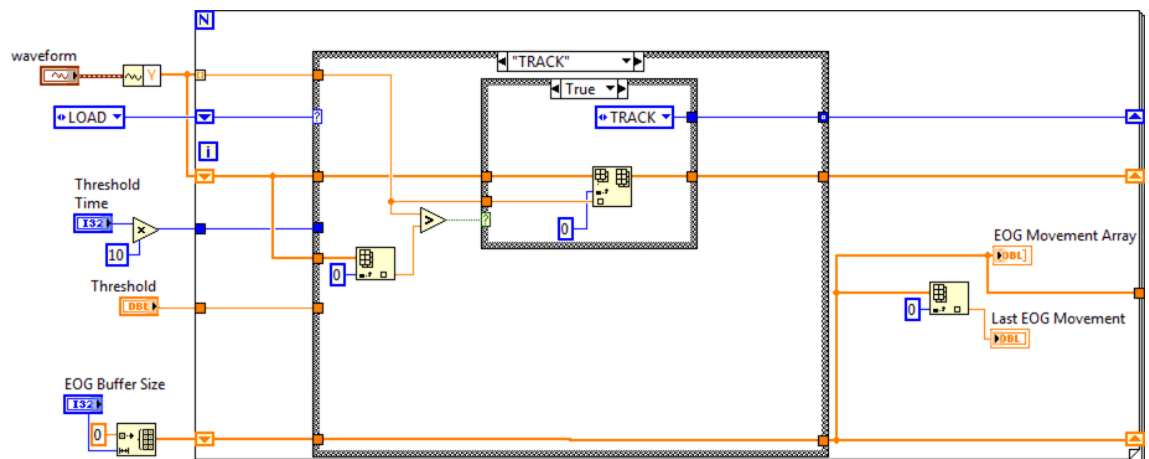 N
waveform
Y
"TRACK"
True
LOAD
?
TRACK
i
Threshold
Time
I32
x
10
0
>
?
0
Threshold
DBL
EOG Movement Array
DBL]
0
Last EOG Movement
DBL
EOG Buffer Size
I32
0